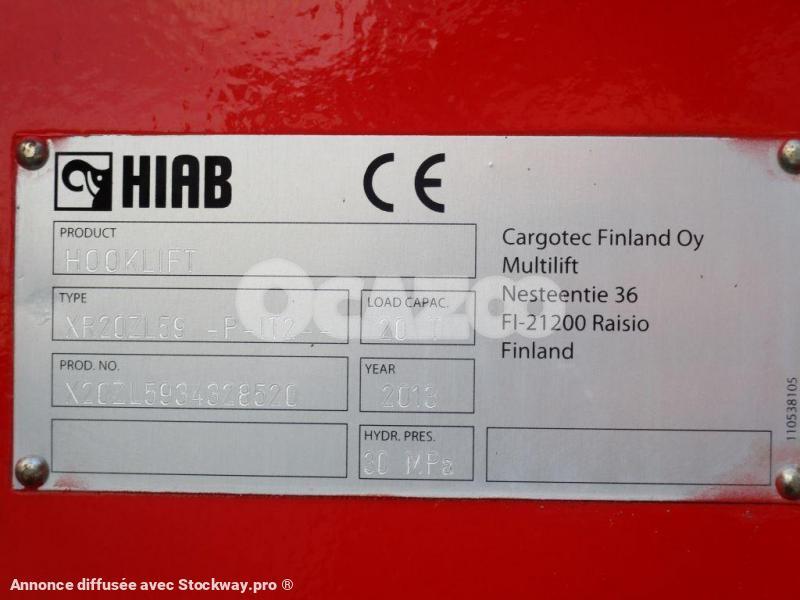 HIAB CE
PRODUCT
HOOKLIFT
TYPE
XR20ZL59 -P-IT2--
LOAD CAPAC.
20 T
PROD. NO.
X20ZL5934328520
YEAR
2013
HYDR. PRES.
30 MPa
Cargotec Finland Oy
Multilift
Nesteentie 36
FI-21200 Raisio
Finland
110538105
OCAZOO
Annonce diffusée avec Stockway.pro ®